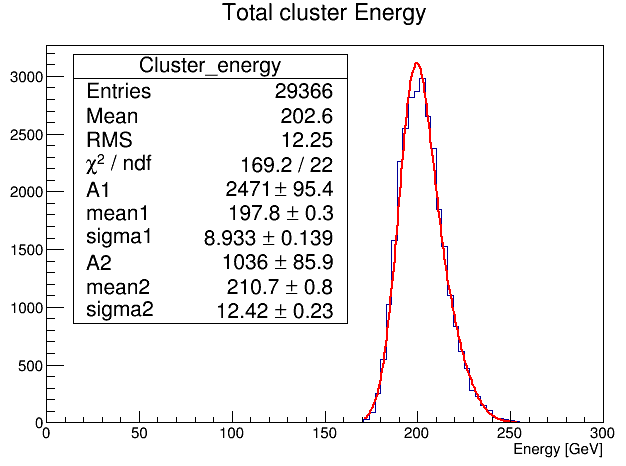 Total cluster Energy
Cluster_energy
Entries 29366
Mean 202.6
RMS 12.25
χ² / ndf 169.2 / 22
A1 2471 ± 95.4
mean1 197.8 ± 0.3
sigma1 8.933 ± 0.139
A2 1036 ± 85.9
mean2 210.7 ± 0.8
sigma2 12.42 ± 0.23
3000
2500
2000
1500
1000
500
0
0 50 100 150 200 250 300
Energy [GeV]